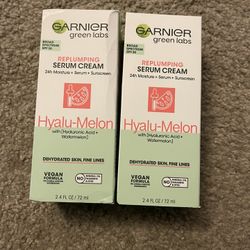 GARNIER
green labs
BROAD
SPECTRUM
SPF 30
REPLUMPING
SERUM CREAM
24h Moisture + Serum + Sunscreen
Hyalu-Melon
with [Hyaluronic Acid +
Watermelon]
DEHYDRATED SKIN, FINE LINES
VEGAN
FORMULA
NO
2.4 FL OZ / 72 ml
GARNIER
green labs
BROAD
SPECTRUM
SPF 30
REPLUMPING
SERUM CREAM
24h Moisture + Serum + Sunscreen
Hyalu-Melon
with [Hyaluronic Acid +
Watermelon]
DEHYDRATED SKIN, FINE LINES
VEGAN
FORMULA
NO
2.4 FL OZ / 72 ml